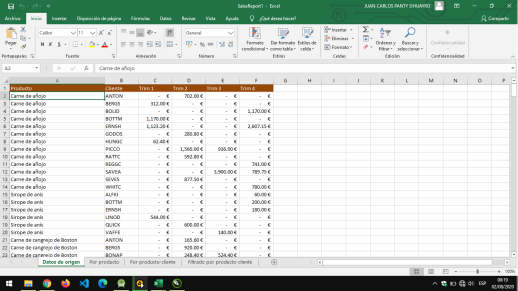 SalesReport1 - Excel
JUAN CARLOS PANTY SIHUAYRO
Archivo Inicio Insertar Disposición de página Fórmulas Datos Revisar Vista Ayuda ¿Qué desea hacer? Compartir
Pegar
Calibri 11
General
Formato condicional Dar formato como tabla Estilos de celda
Insertar
Eliminar
Formato
Ordenar y filtrar Buscar y seleccionar
Confidencialidad
Portapapeles Fuente Alineación Número Estilos Celdas Edición Confidencialidad
A2 Carne de añojo
A B C D E F G H I J K L M N O P
1 Producto Cliente Trim 1 Trim 2 Trim 3 Trim 4
2 Carne de añojo ANTON - € 702.00 € - € - €
3 Carne de añojo BERGS 312.00 € - € - € - €
4 Carne de añojo BOLID - € - € - € 1,170.00 €
5 Carne de añojo BOTTM 1,170.00 € - € - € - €
6 Carne de añojo ERNSH 1,123.20 € - € - € 2,607.15 €
7 Carne de añojo GODOS - € 280.80 € - € - €
8 Carne de añojo HUNGC 62.40 € - € - € - €
9 Carne de añojo PICCO - € 1,560.00 € 936.00 € - €
10 Carne de añojo RATTC - € 592.80 € - € - €
11 Carne de añojo REGGC - € - € - € 741.00 €
12 Carne de añojo SAVEA - € - € 3,900.00 € 789.75 €
13 Carne de añojo SEVES - € 877.50 € - € - €
14 Carne de añojo WHITC - € - € - € 780.00 €
15 Sirope de anís ALFKI - € - € - € 60.00 €
16 Sirope de anís BOTTM - € - € - € 200.00 €
17 Sirope de anís ERNSH - € - € - € 180.00 €
18 Sirope de anís LINOD 544.00 € - € - € - €
19 Sirope de anís QUICK - € 600.00 € - € - €
20 Sirope de anís VAFFE - € - € 140.00 € - €
21 Carne de cangrejo de Boston ANTON - € 165.60 € - € - €
22 Carne de cangrejo de Boston BERGS - € 920.00 € - € - €
23 Carne de cangrejo de Boston BONAP - € 248.40 € 524.40 € - €
Datos de origen Por producto Por producto-cliente Filtrado por producto-cliente
100%
ESP
00:19
02/09/2020